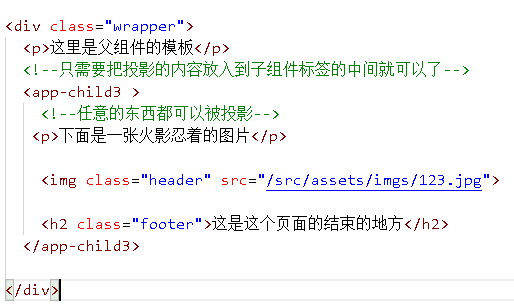 <div class="wrapper">
<p>这里是父组件的模板</p>
<!--只需要把投影的内容放入到子组件标签的中间就可以了-->
<app-child3 >
<!--任意的东西都可以被投影-->
<p>下面是一张火影忍着的图片</p>
<img class="header" src="/src/assets/imgs/123.jpg">
<h2 class="footer">这是这个页面的结束的地方</h2>
</app-child3>
</div>